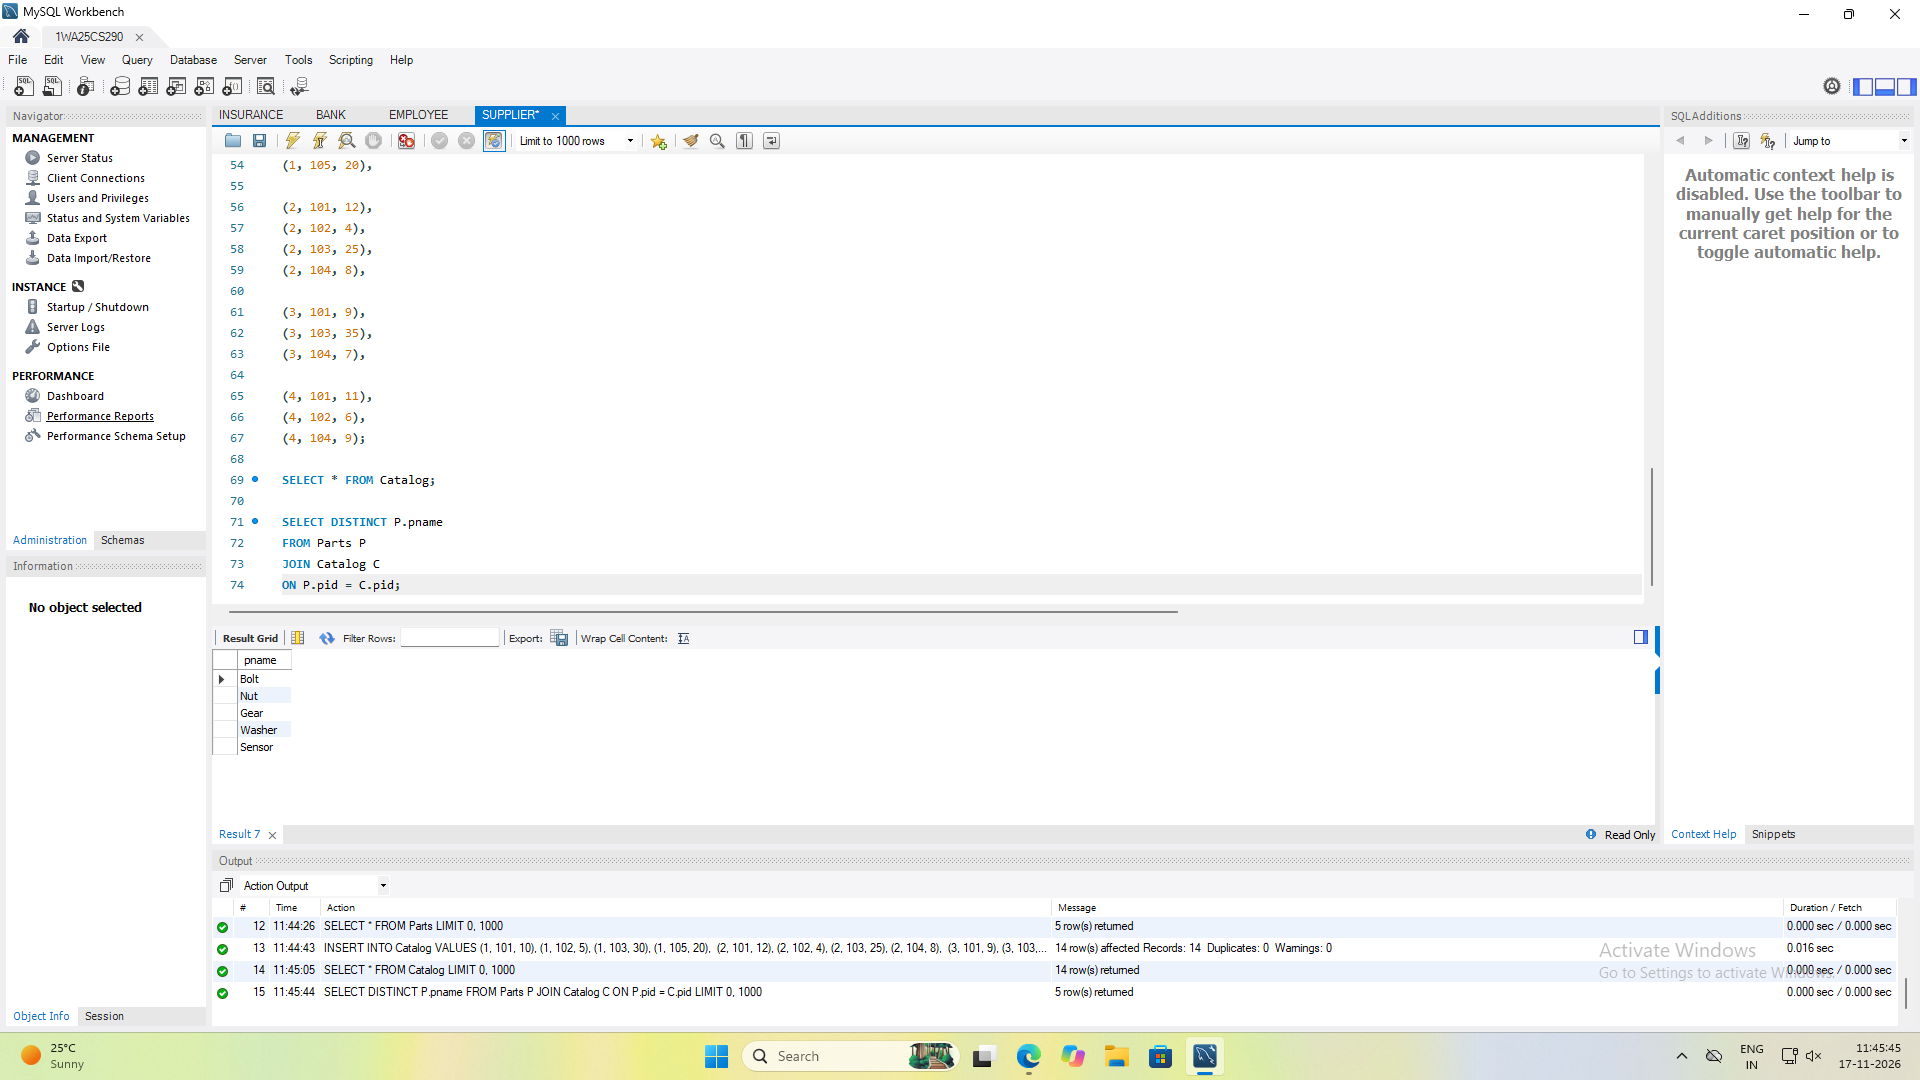 MySQL Workbench
1WA25CS290
File Edit View Query Database Server Tools Scripting Help
Navigator
MANAGEMENT
Server Status
Client Connections
Users and Privileges
Status and System Variables
Data Export
Data Import/Restore
INSTANCE
Startup / Shutdown
Server Logs
Options File
PERFORMANCE
Dashboard
Performance Reports
Performance Schema Setup
Administration Schemas
Information
No object selected
Object Info Session
INSURANCE BANK EMPLOYEE SUPPLIER*
Limit to 1000 rows
54 (1, 105, 20),
55
56 (2, 101, 12),
57 (2, 102, 4),
58 (2, 103, 25),
59 (2, 104, 8),
60
61 (3, 101, 9),
62 (3, 103, 35),
63 (3, 104, 7),
64
65 (4, 101, 11),
66 (4, 102, 6),
67 (4, 104, 9);
68
69 SELECT * FROM Catalog;
70
71 SELECT DISTINCT P.pname
72 FROM Parts P
73 JOIN Catalog C
74 ON P.pid = C.pid;
Result Grid Filter Rows: Export: Wrap Cell Content:
pname
Bolt
Nut
Gear
Washer
Sensor
Result 7 Read Only
SQLAdditions
Jump to
Automatic context help is
disabled. Use the toolbar to
manually get help for the
current caret position or to
toggle automatic help.
Context Help Snippets
Output
Action Output
# Time Action Message Duration / Fetch
12 11:44:26 SELECT * FROM Parts LIMIT 0, 1000 5 row(s) returned 0.000 sec / 0.000 sec
13 11:44:43 INSERT INTO Catalog VALUES (1, 101, 10), (1, 102, 5), (1, 103, 30), (1, 105, 20), (2, 101, 12), (2, 102, 4), (2, 103, 25), (2, 104, 8), (3, 101, 9), (3, 103,... 14 row(s) affected Records: 14 Duplicates: 0 Warnings: 0 0.016 sec
14 11:45:05 SELECT * FROM Catalog LIMIT 0, 1000 14 row(s) returned 0.000 sec / 0.000 sec
15 11:45:44 SELECT DISTINCT P.pname FROM Parts P JOIN Catalog C ON P.pid = C.pid LIMIT 0, 1000 5 row(s) returned 0.000 sec / 0.000 sec
Activate Windows
Go to Settings to activate Windows.
25°C
Sunny
Search
ENG
IN
11:45:45
17-11-2026